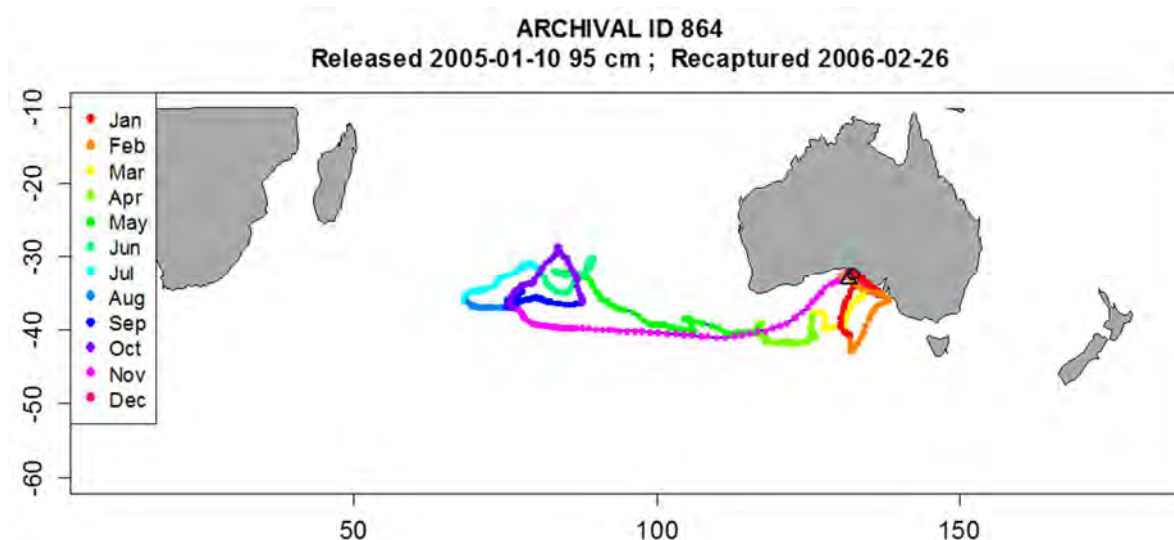 ARCHIVAL ID 864
Released 2005-01-10 95 cm ; Recaptured 2006-02-26
-10
-20
-30
-40
-50
-60
Jan
Feb
Mar
Apr
May
Jun
Jul
Aug
Sep
Oct
Nov
Dec
50
100
150